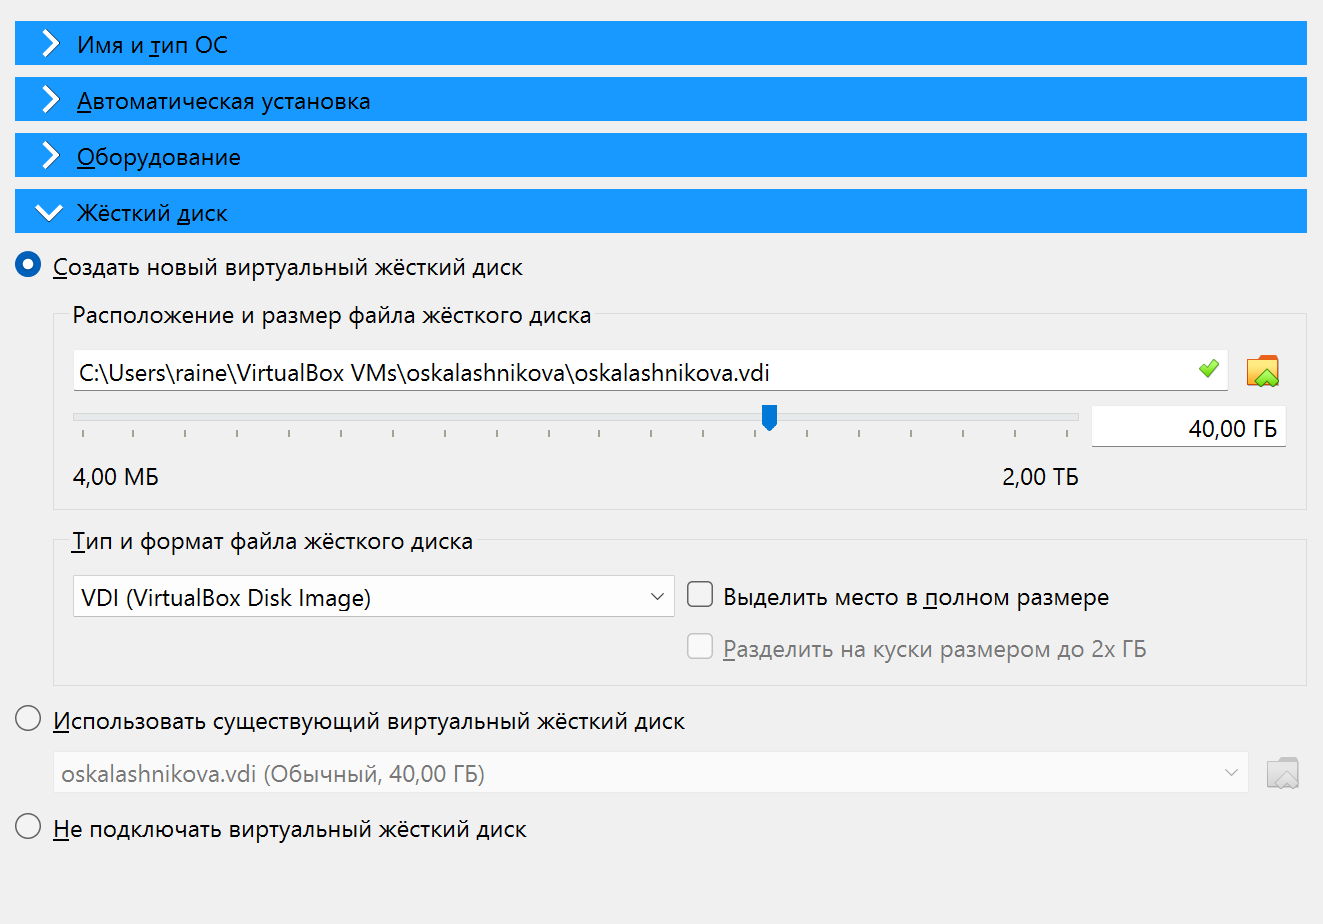 Имя и тип ОС
Автоматическая установка
Оборудование
Жёсткий диск
Создать новый виртуальный жёсткий диск
Расположение и размер файла жёсткого диска
C:\Users\raine\VirtualBox VMs\oskalashnikova\oskalashnikova.vdi
40,00 ГБ
4,00 МБ 2,00 ТБ
Тип и формат файла жёсткого диска
VDI (VirtualBox Disk Image) Выделить место в полном размере
Разделить на куски размером до 2х ГБ
Использовать существующий виртуальный жёсткий диск
oskalashnikova.vdi (Обычный, 40,00 ГБ)
Не подключать виртуальный жёсткий диск